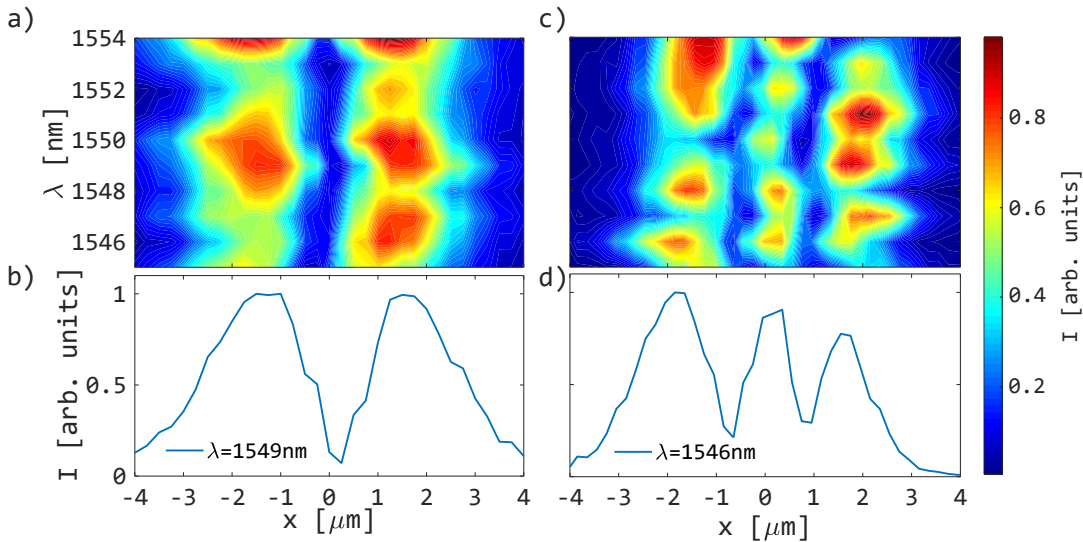 a)
c)
1554
1552
1550
1548
1546
λ [nm]
0.8
0.6
0.4
0.2
I [arb. units]
b)
d)
1
0.5
0
I [arb. units]
λ=1549nm
λ=1546nm
-4 -3 -2 -1 0 1 2 3 4
-4 -3 -2 -1 0 1 2 3 4
x [μm]
x [μm]